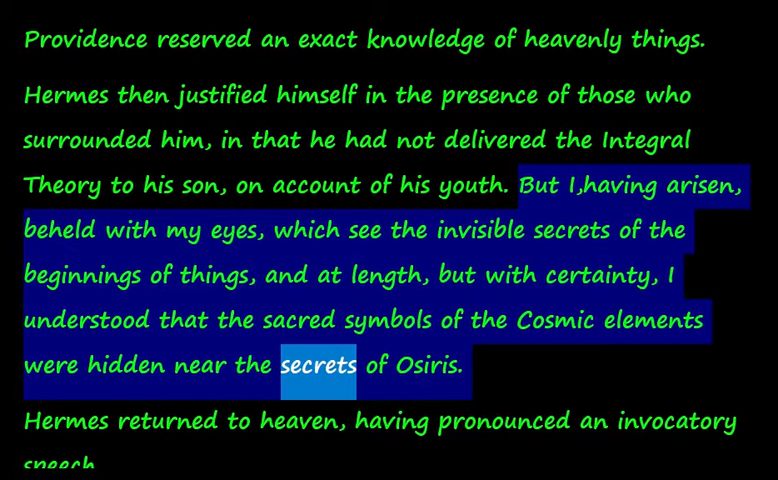 Providence reserved an exact knowledge of heavenly things.
Hermes then justified himself in the presence of those who
surrounded him, in that he had not delivered the Integral
Theory to his son, on account of his youth. But I,having arisen,
beheld with my eyes, which see the invisible secrets of the
beginnings of things, and at length, but with certainty, I
understood that the sacred symbols of the Cosmic elements
were hidden near the secrets of Osiris.
Hermes returned to heaven, having pronounced an invocatory
speech